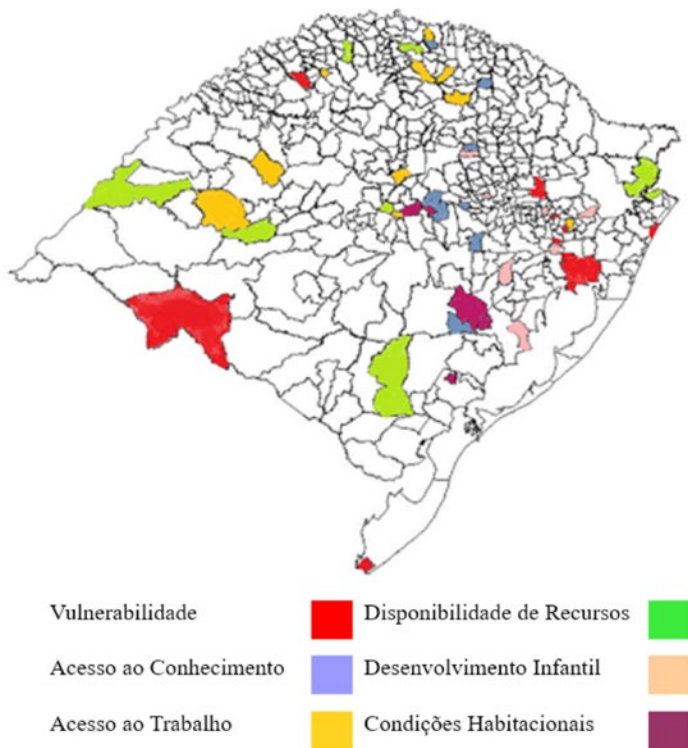 Vulnerabilidade Disponibilidade de Recursos
Acesso ao Conhecimento Desenvolvimento Infantil
Acesso ao Trabalho Condições Habitacionais